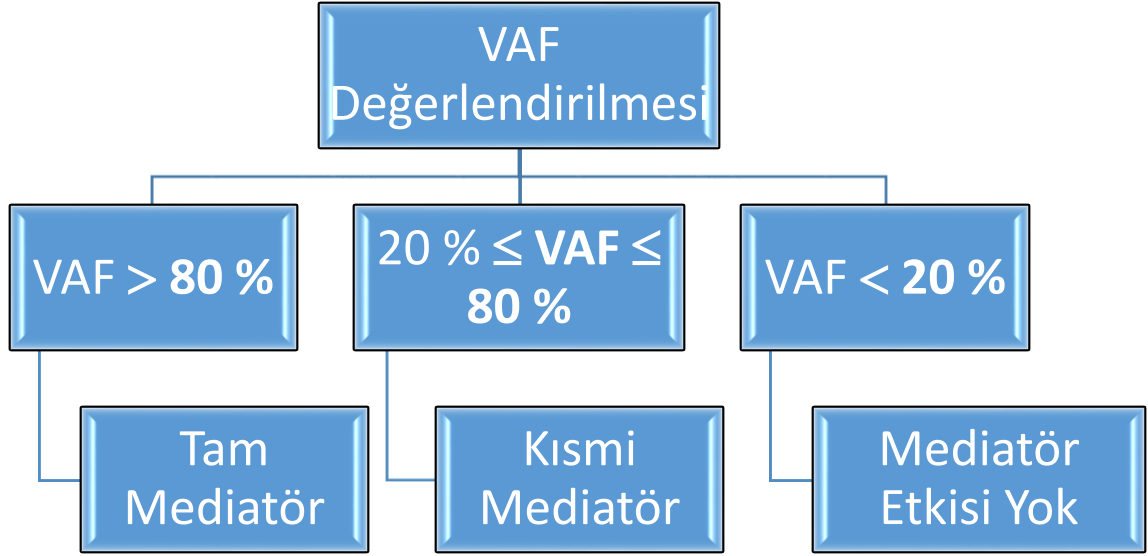 VAF
Değerlendirilmesi
VAF > 80 %
20 % ≤ VAF ≤
80 %
VAF < 20 %
Tam
Mediatör
Kısmi
Mediatör
Mediatör
Etkisi Yok